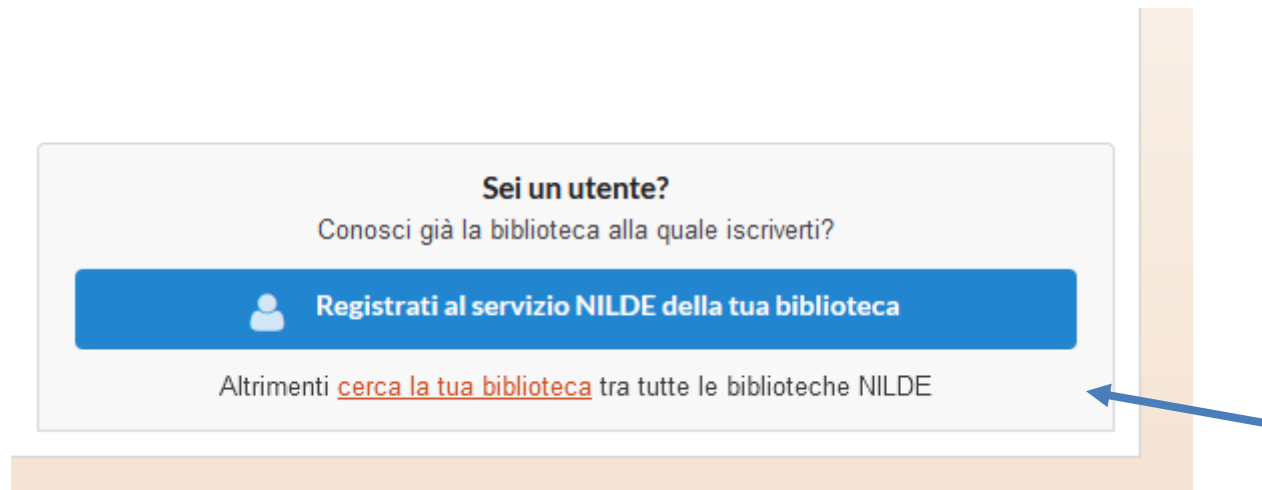 Sei un utente?
Conosci già la biblioteca alla quale iscriverti?
Registrati al servizio NILDE della tua biblioteca
Altrimenti cerca la tua biblioteca tra tutte le biblioteche NILDE